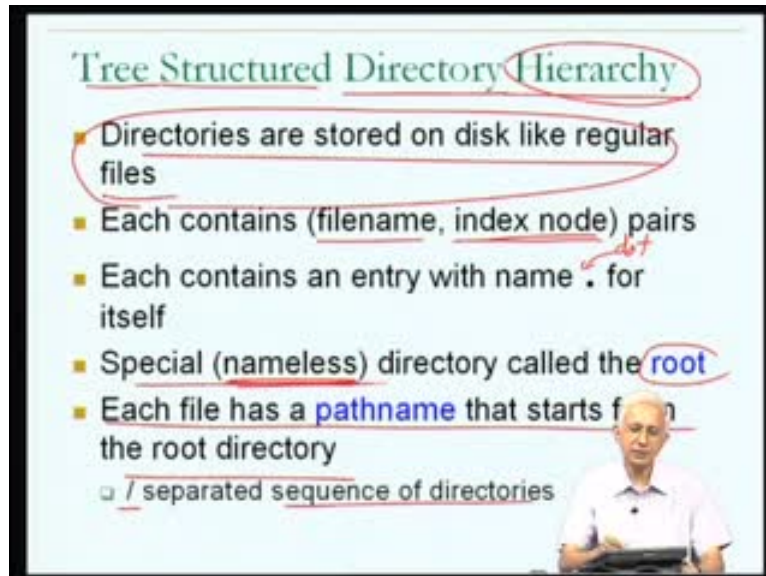 Tree Structured Directory Hierarchy
Directories are stored on disk like regular
files
Each contains (filename, index node) pairs
dot
Each contains an entry with name . for
itself
Special (nameless) directory called the root
Each file has a pathname that starts
the root directory
/ separated sequence of directories